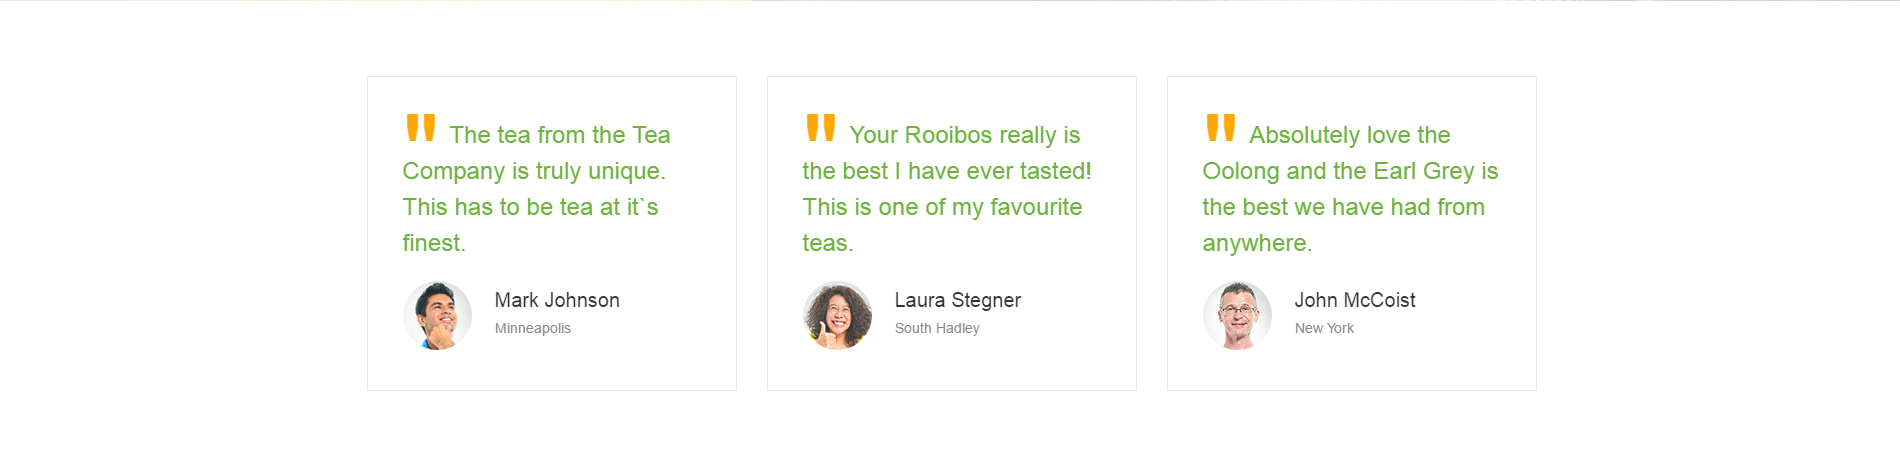 " The tea from the Tea
Company is truly unique.
This has to be tea at it`s
finest.
Mark Johnson
Minneapolis
" Your Rooibos really is
the best I have ever tasted!
This is one of my favourite
teas.
Laura Stegner
South Hadley
" Absolutely love the
Oolong and the Earl Grey is
the best we have had from
anywhere.
John McCoist
New York